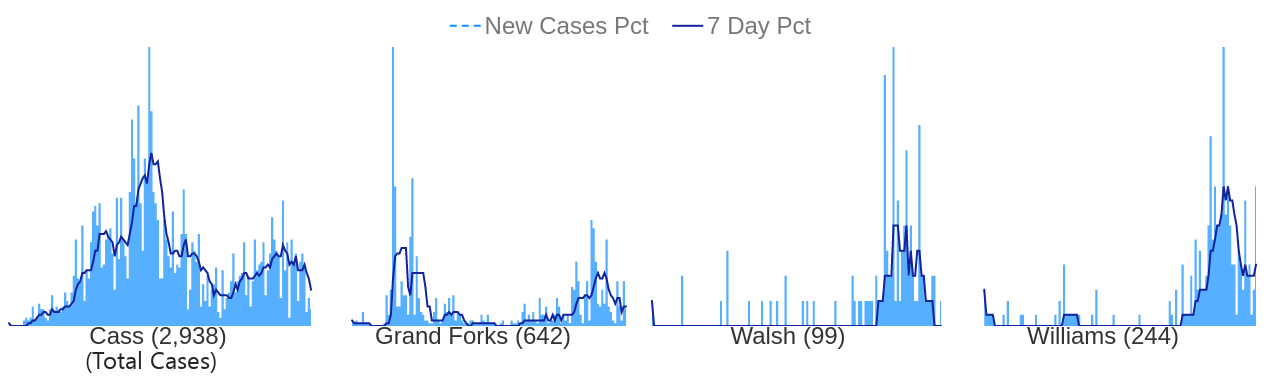 New Cases Pct 7 Day Pct
Cass (2,938) Grand Forks (642) Walsh (99) Williams (244)
(Total Cases)